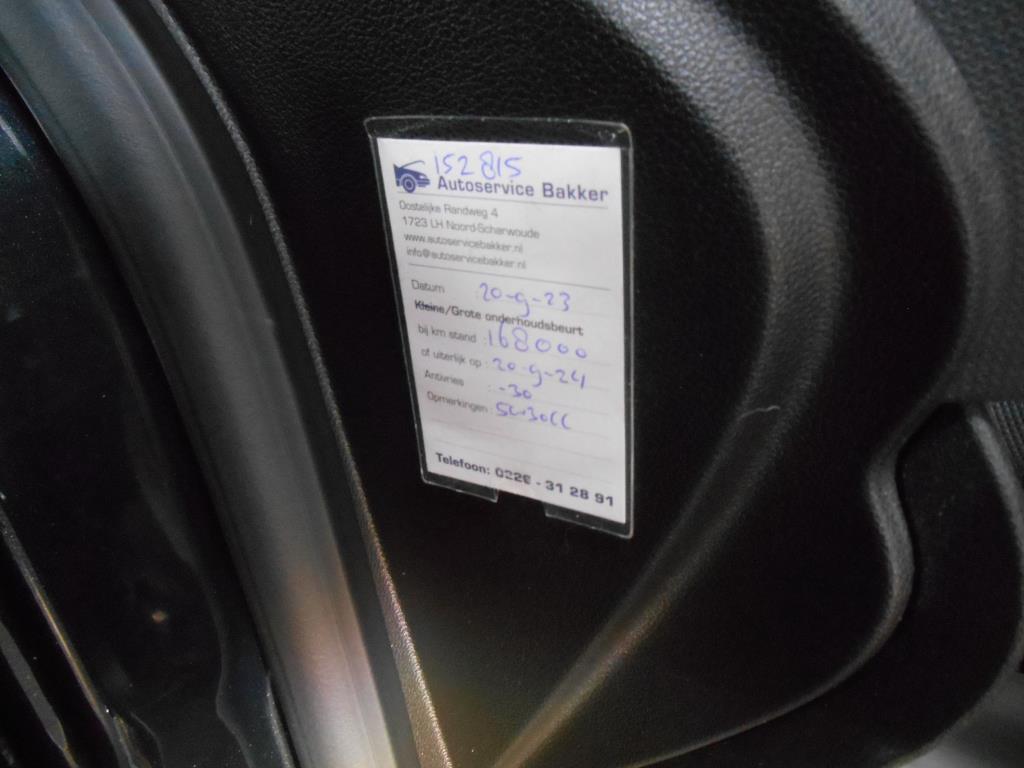 152815
Autoservice Bakker
Oostelijke Randweg 4
1723 LH Noord-Scharwoude
www.autoservicebakker.nl
info@autoservicebakker.nl
Datum : 20-9-23
Kleine/Grote onderhoudsbeurt
bij km stand : 168000
of uiterlijk op : 20-9-24
Antivries : -30
Opmerkingen :
Telefoon: 0226 - 31 28 91